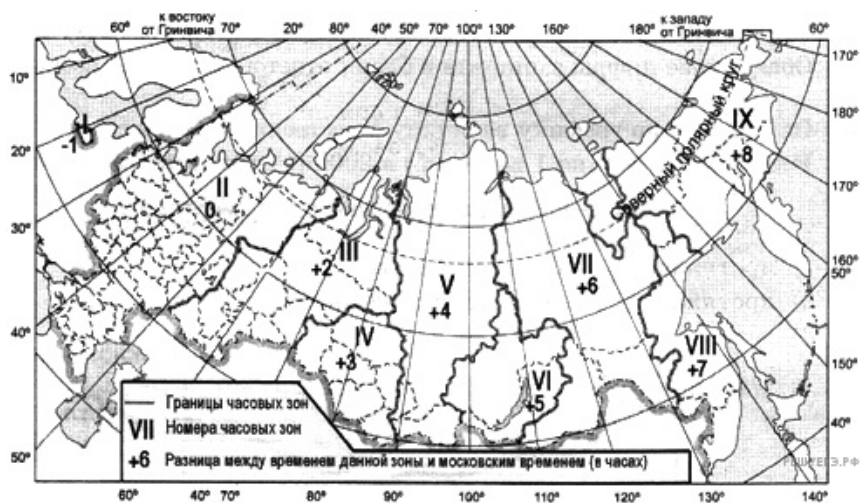 к востоку
от Гринвича
к западу
от Гринвича
60° 70° 20° 80° 40° 50° 70° 100° 130° 160° 180° 60°
170°
180°
170°
160°
50°
150°
40°
10°
20°
30°
40°
50°
I
-1
II
0
III
+2
IV
+3
V
+4
VI
+5
VII
+6
VIII
+7
IX
+8
Северный полярный круг
Границы часовых зон
VII Номера часовых зон
+6 Разница между временем данной зоны и московским временем (в часах)
60° 40° 70° 80° 90° 100° 110° 120° 130° 140°
РЕШУЕГЭ.РФ